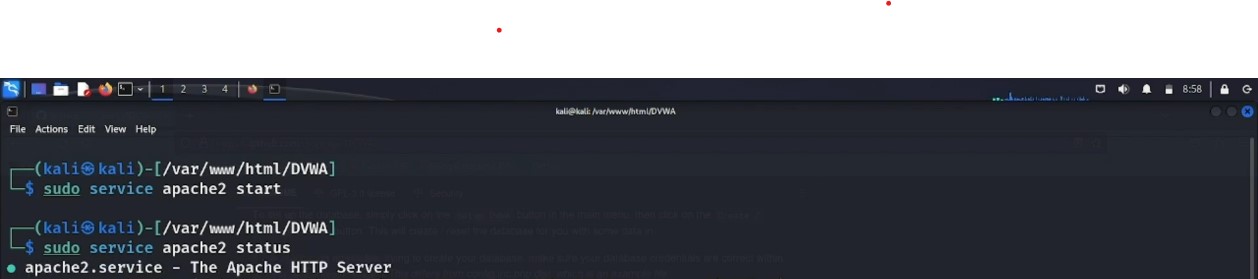 1 2 3 4 8:58
kali@kali: /var/www/html/DVWA
File Actions Edit View Help
┌──(kali㉿kali)-[/var/www/html/DVWA]
└─$ sudo service apache2 start
┌──(kali㉿kali)-[/var/www/html/DVWA]
└─$ sudo service apache2 status
● apache2.service - The Apache HTTP Server